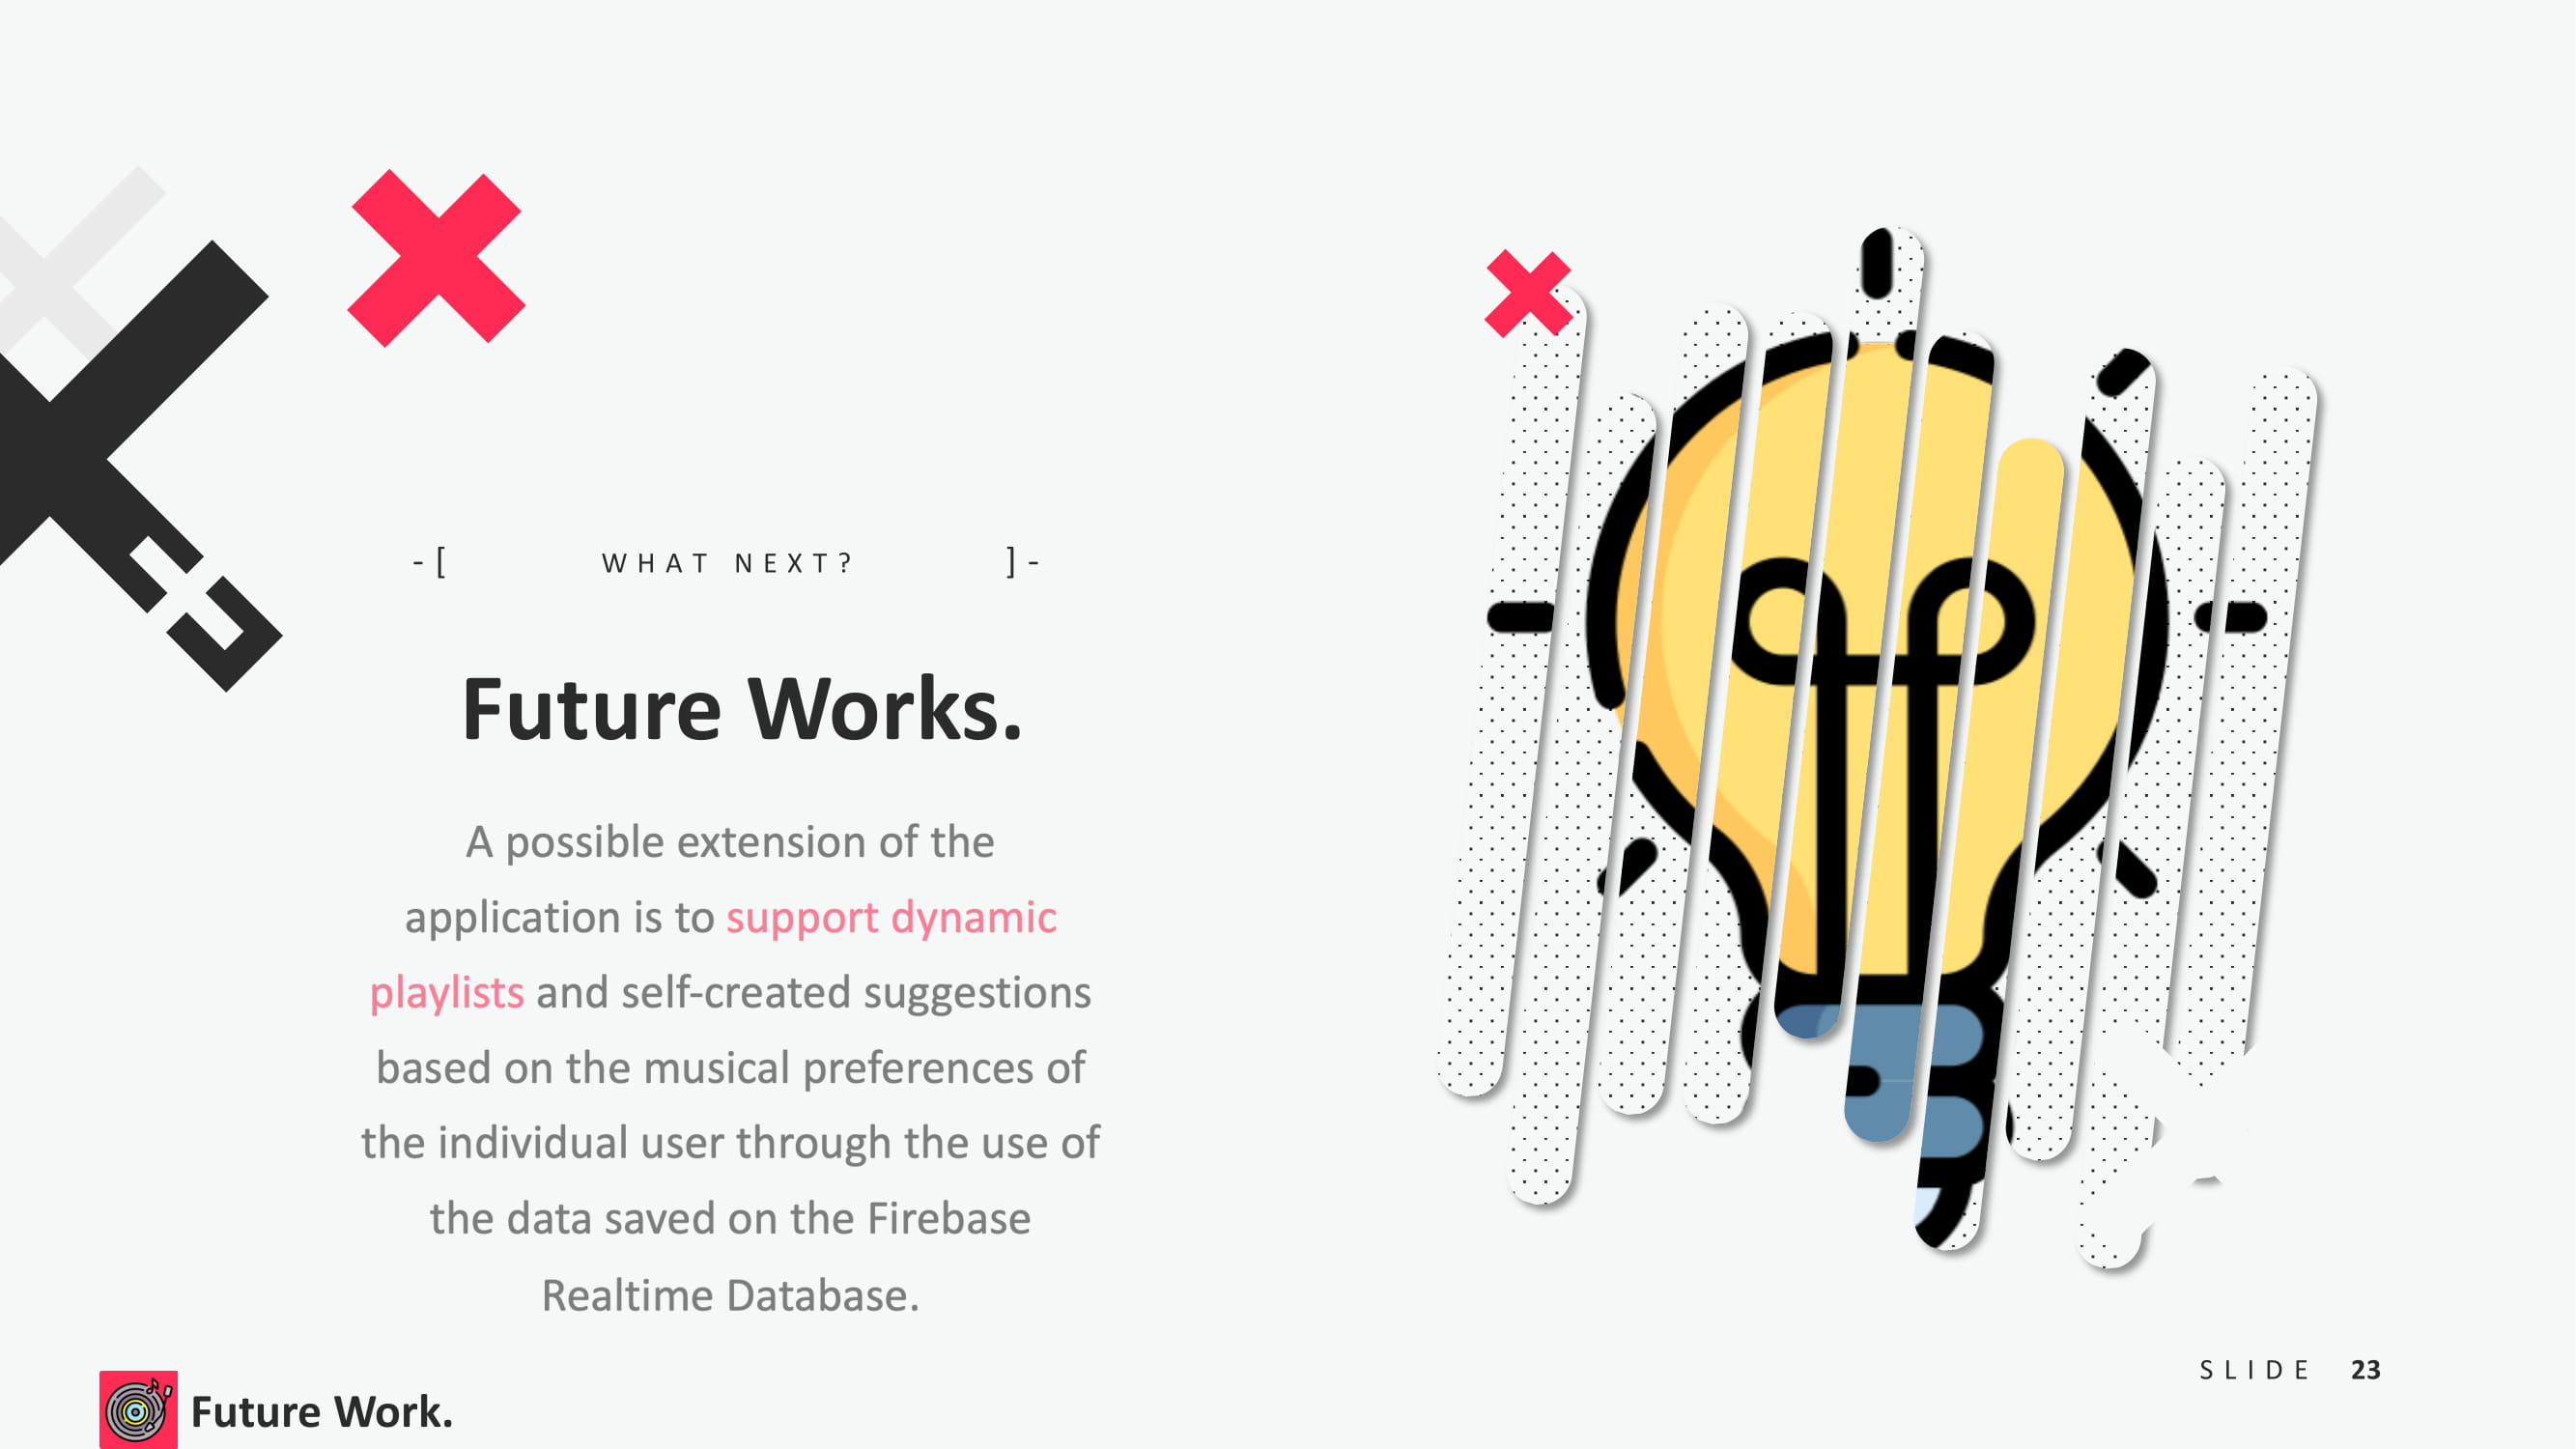 -[ WHAT NEXT? ]-
Future Works.
A possible extension of the
application is to support dynamic
playlists and self-created suggestions
based on the musical preferences of
the individual user through the use of
the data saved on the Firebase
Realtime Database.
SLIDE 23
Future Work.